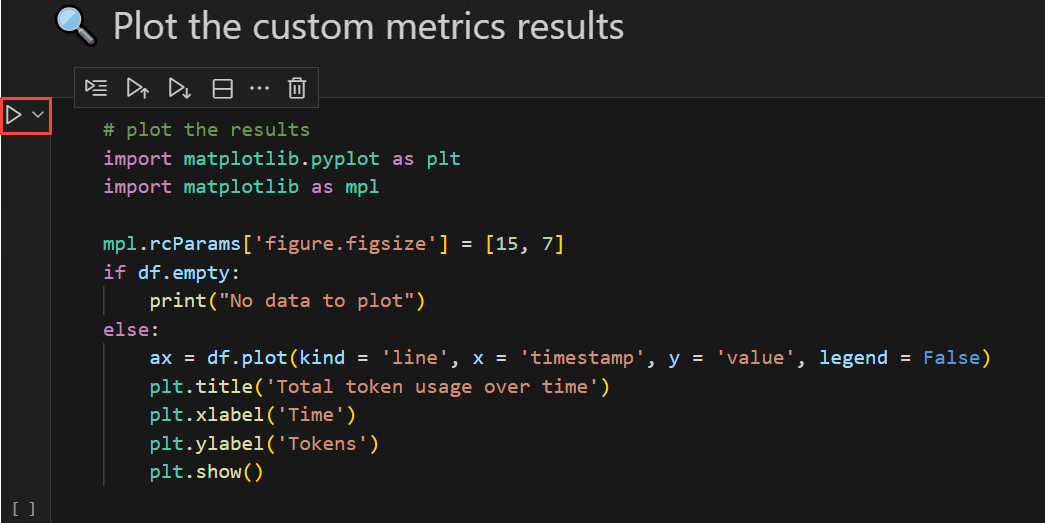 Plot the custom metrics results
# plot the results
import matplotlib.pyplot as plt
import matplotlib as mpl
mpl.rcParams['figure.figsize'] = [15, 7]
if df.empty:
    print("No data to plot")
else:
    ax = df.plot(kind = 'line', x = 'timestamp', y = 'value', legend = False)
    plt.title('Total token usage over time')
    plt.xlabel('Time')
    plt.ylabel('Tokens')
    plt.show()
[ ]